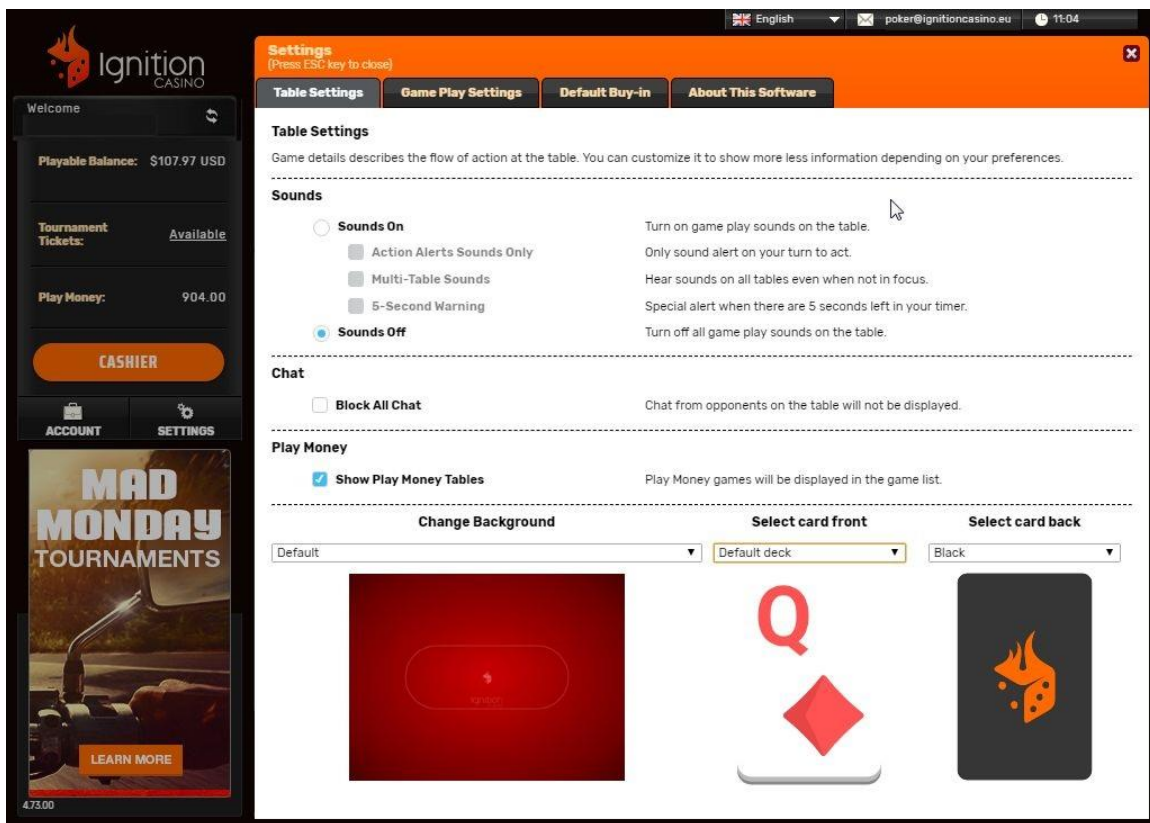 English
poker@ignitioncasino.eu
11:04
Ignition
CASINO
Welcome
Playable Balance: $107.97 USD
Tournament
Tickets:
Available
Play Money: 904.00
CASHIER
ACCOUNT
SETTINGS
MAD
MONDAY
TOURNAMENTS
LEARN MORE
4.73.00
Settings
(Press ESC key to close)
Table Settings
Game Play Settings
Default Buy-in
About This Software
Table Settings
Game details describes the flow of action at the table. You can customize it to show more less information depending on your preferences.
Sounds
Sounds On
Turn on game play sounds on the table.
Action Alerts Sounds Only
Only sound alert on your turn to act.
Multi-Table Sounds
Hear sounds on all tables even when not in focus.
5-Second Warning
Special alert when there are 5 seconds left in your timer.
Sounds Off
Turn off all game play sounds on the table.
Chat
Block All Chat
Chat from opponents on the table will not be displayed.
Play Money
Show Play Money Tables
Play Money games will be displayed in the game list.
Change Background
Select card front
Select card back
Default
Default deck
Black
Ignition
Q